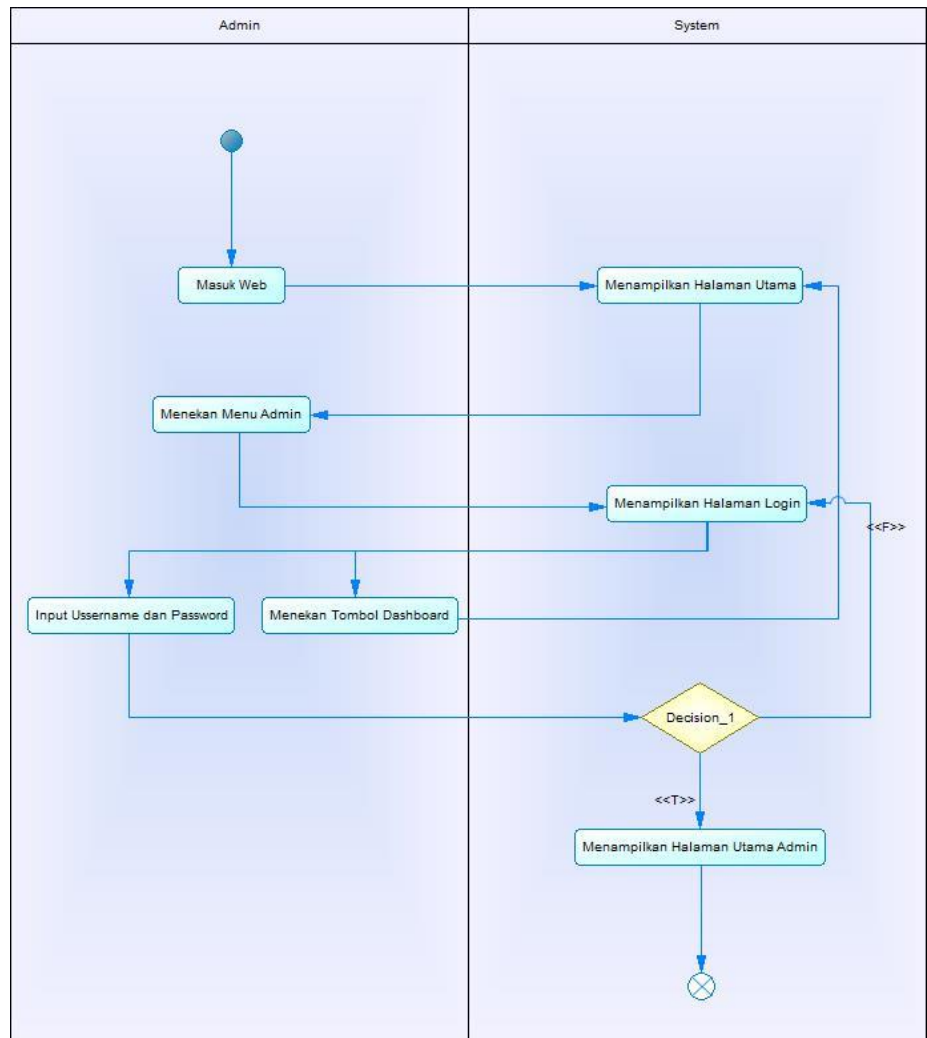 Admin
System
Masuk Web
Menampilkan Halaman Utama
Menekan Menu Admin
Menampilkan Halaman Login
<<F>>
Input Ussername dan Password
Menekan Tombol Dashboard
Decision_1
<<T>>
Menampilkan Halaman Utama Admin